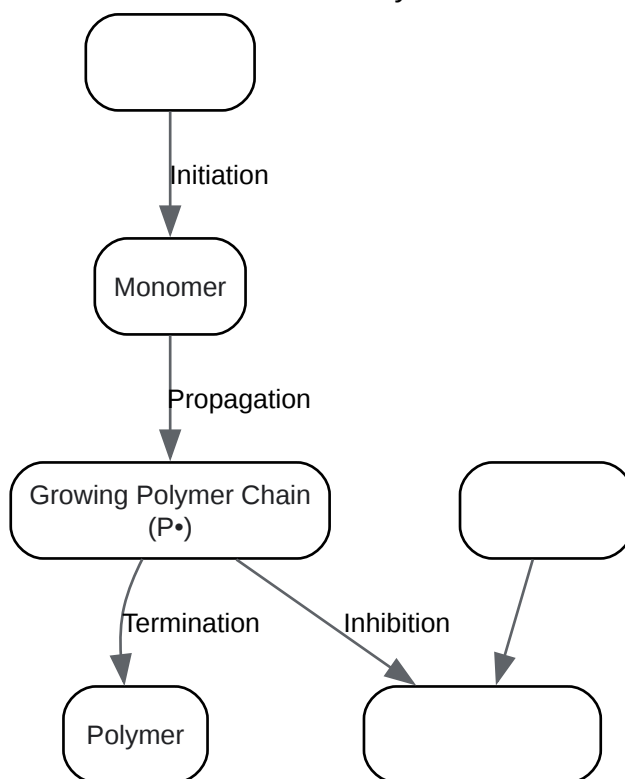 Initiation
Monomer
Propagation
Growing Polymer Chain
(P•)
Termination
Inhibition
Polymer